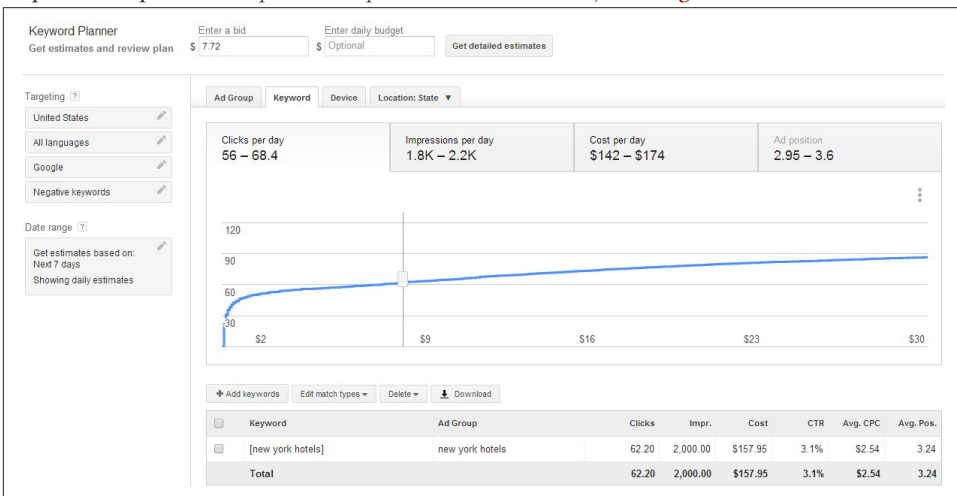 Keyword Planner
Get estimates and review plan
Enter a bid
$ 7.72
Enter daily budget
$ Optional
Get detailed estimates
Targeting ?
United States
All languages
Google
Negative keywords
Date range ?
Get estimates based on:
Next 7 days
Showing daily estimates
Ad Group Keyword Device Location: State
Clicks per day
56 – 68.4
Impressions per day
1.8K – 2.2K
Cost per day
$142 – $174
Ad position
2.95 – 3.6
120
90
60
30
$2 $9 $16 $23 $30
Add keywords Edit match types Delete Download
Keyword Ad Group Clicks Impr. Cost CTR Avg. CPC Avg. Pos.
[new york hotels] new york hotels 62.20 2,000.00 $157.95 3.1% $2.54 3.24
Total 62.20 2,000.00 $157.95 3.1% $2.54 3.24